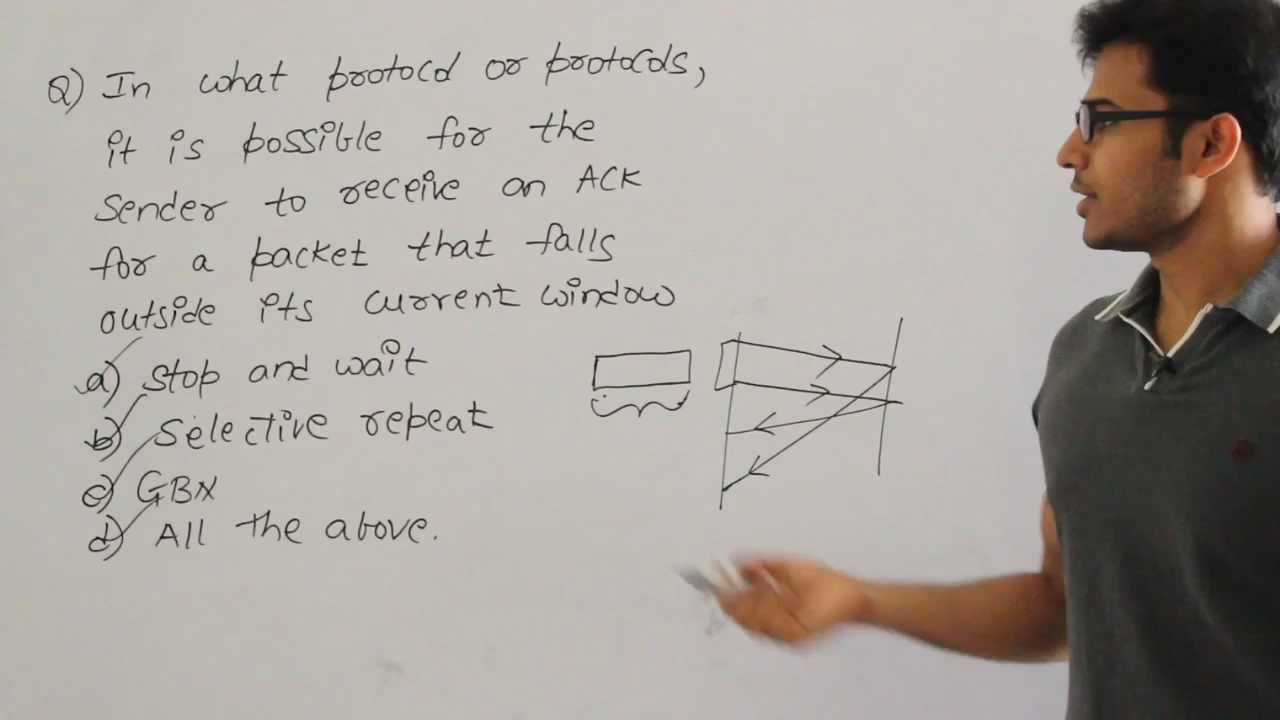 Q) In what protocol or protocols,
it is possible for the
Sender to receive an ACK
for a packet that falls
outside its current window
a) Stop and wait
b) Selective repeat
c) GBN
d) All the above.